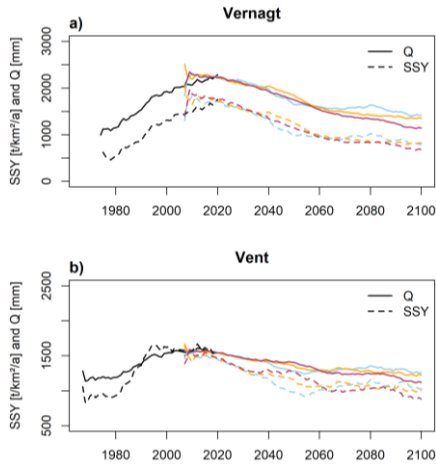 Vernagt
a)
SSY [t/km²/a] and Q [mm]
3000
2000
1000
0
Q
SSY
1980 2000 2020 2040 2060 2080 2100
Vent
b)
SSY [t/km²/a] and Q [mm]
2500
1500
500
Q
SSY
1980 2000 2020 2040 2060 2080 2100